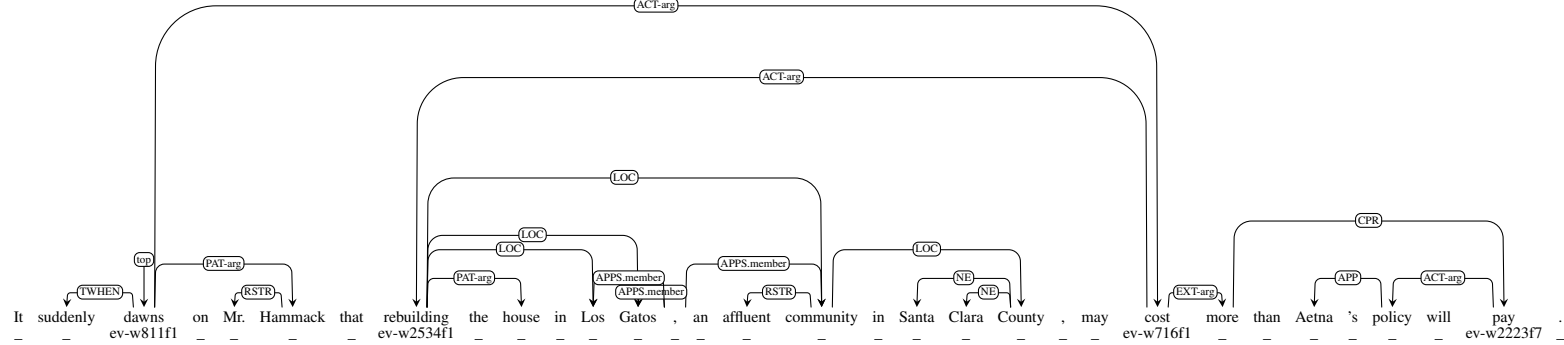 ACT-arg
ACT-arg
LOC
CPR
LOC
LOC LOC
top PAT-arg APPS.member
PAT-arg APPS.member NE APP ACT-arg
TWHEN RSTR APPS.member RSTR NE EXT-arg
It suddenly dawns on Mr. Hammack that rebuilding the house in Los Gatos , an affluent community in Santa Clara County , may cost more than Aetna 's policy will pay .
_ _ ev-w811f1 _ _ _ _ ev-w2534f1 _ _ _ _ _ _ _ _ _ _ _ _ _ _ _ ev-w716f1 _ _ _ _ _ _ ev-w2223f7 _